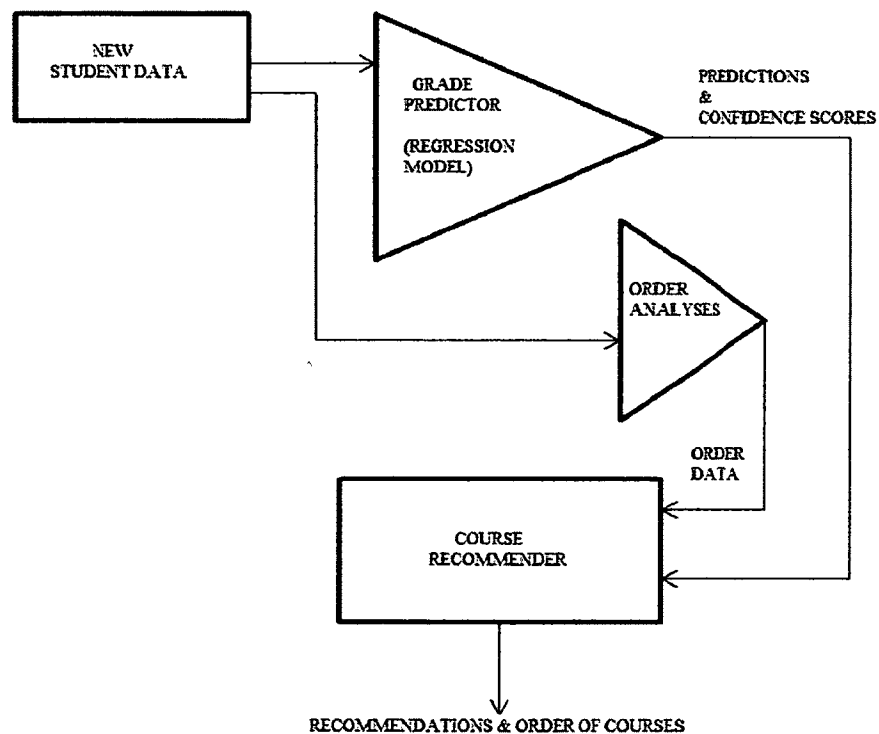 NEW
STUDENT DATA
GRADE
PREDICTOR
(REGRESSION
MODEL)
PREDICTIONS
&
CONFIDENCE SCORES
ORDER
ANALYSES
ORDER
DATA
COURSE
RECOMMENDER
RECOMMENDATIONS & ORDER OF COURSES